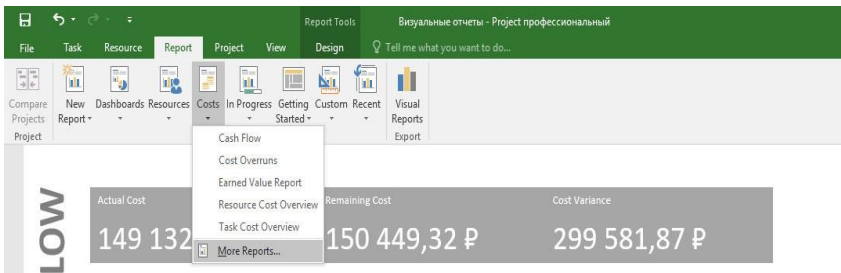 Report Tools
Визуальные отчеты - Project профессиональный
File Task Resource Report Project View Design Tell me what you want to do...
Compare Projects
New Report
Dashboards
Resources
Costs
In Progress
Getting Started
Custom
Recent
Visual Reports
Project
Export
Cash Flow
Cost Overruns
Earned Value Report
Resource Cost Overview
Task Cost Overview
More Reports...
LOW
Actual Cost
149 132
Remaining Cost
150 449,32 ₽
Cost Variance
299 581,87 ₽